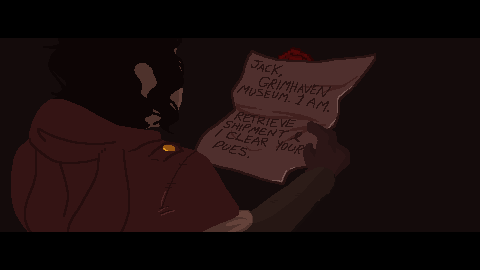 JACK,
GRIMHAVEN
MUSEUM. 1 AM.
RETRIEVE
SHIPMENT &
I CLEAR YOUR
DUES.